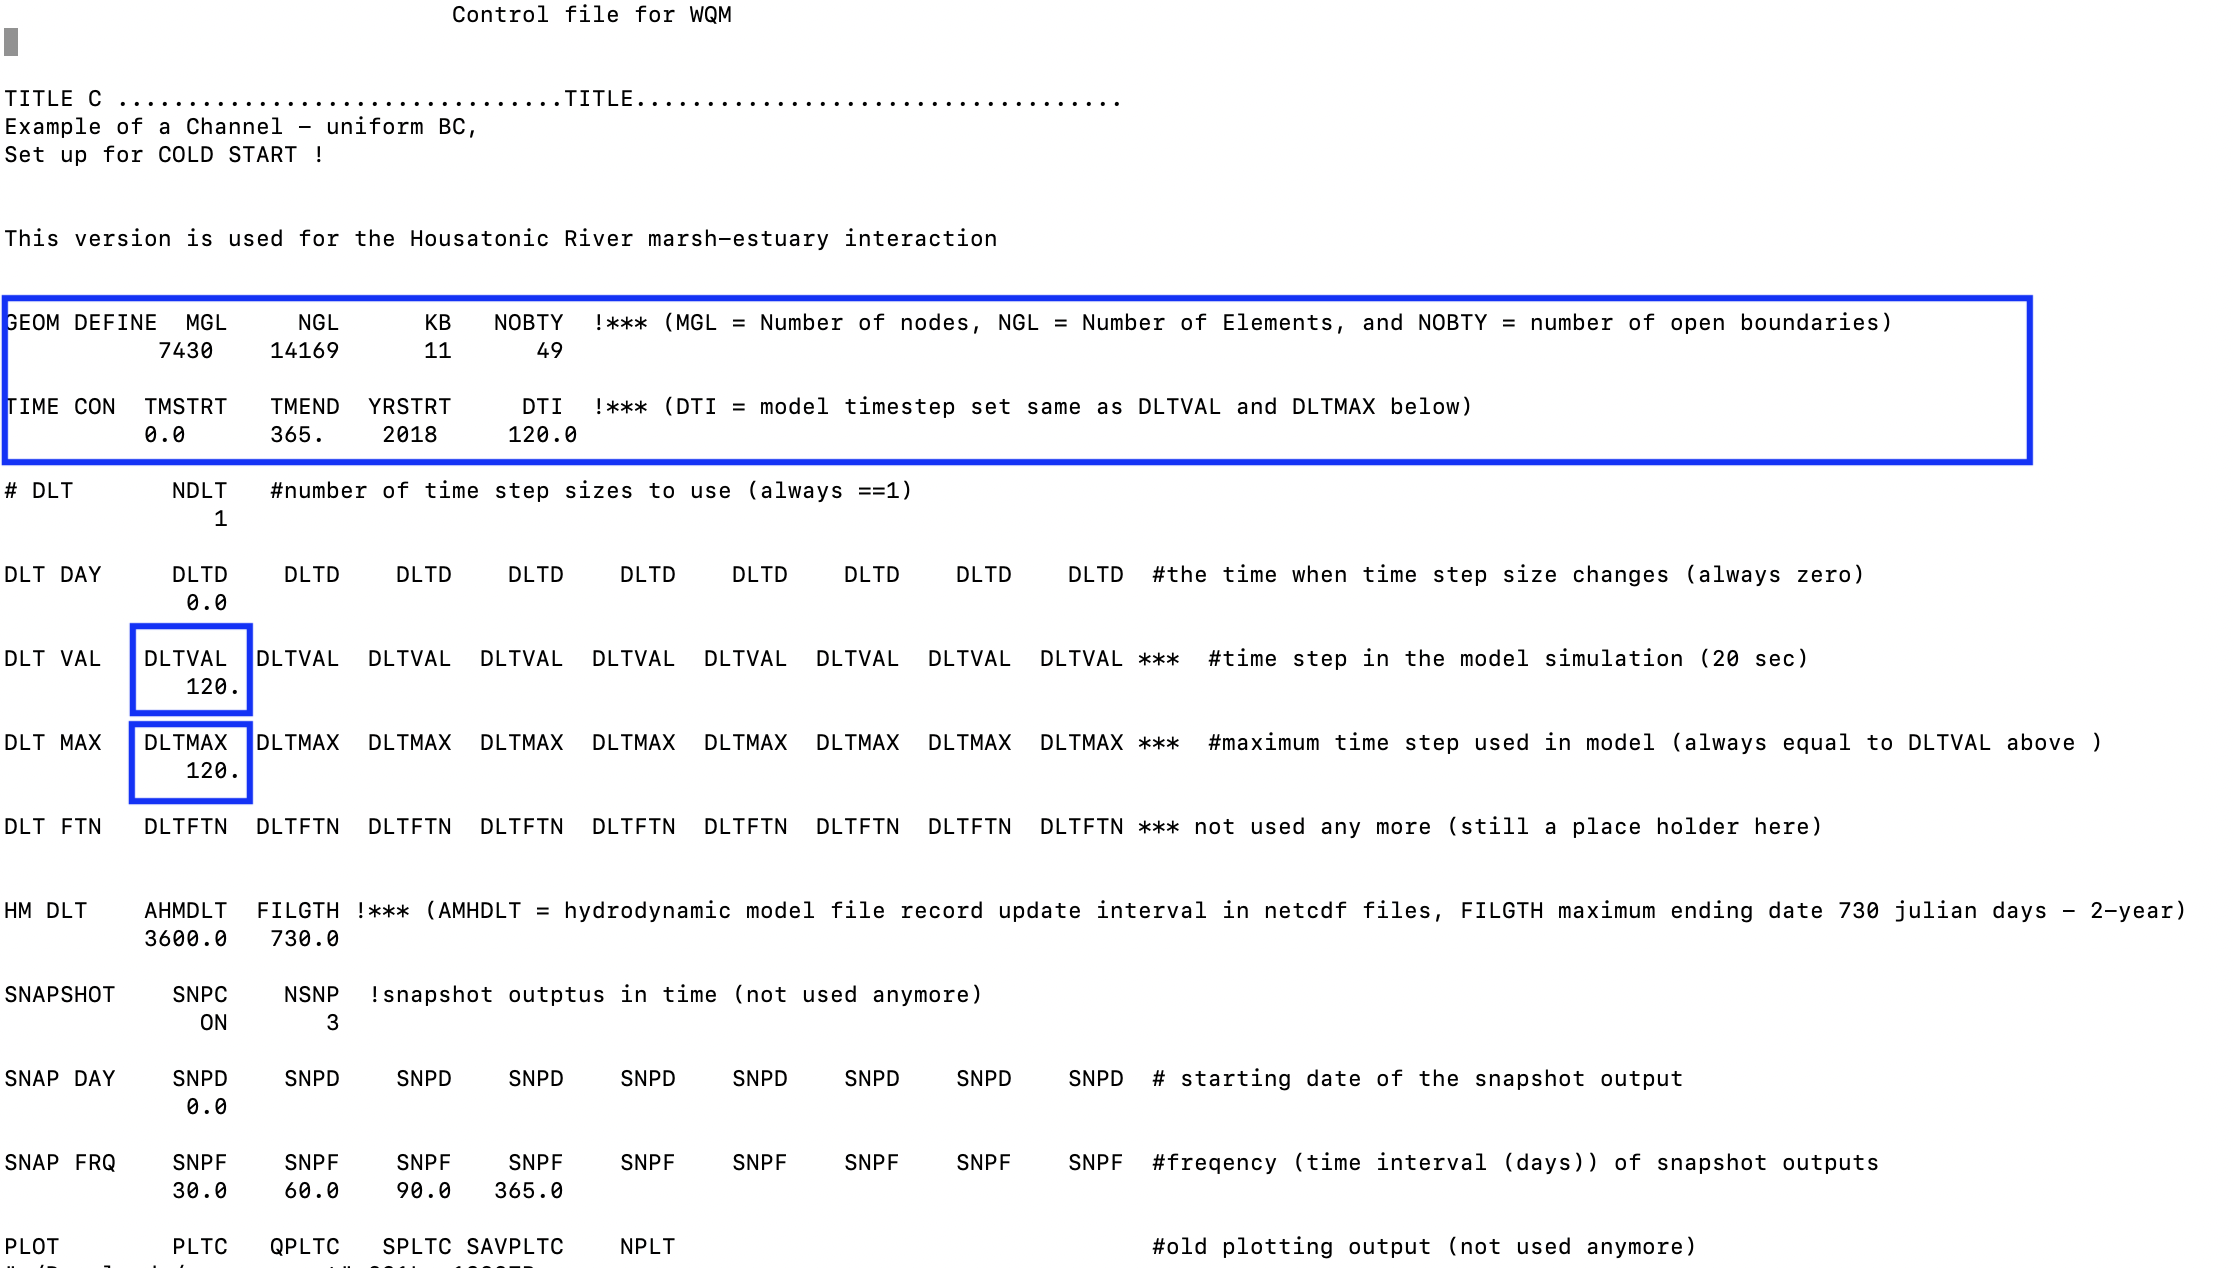 Control file for WQM
TITLE C ................................TITLE...................................
Example of a Channel – uniform BC,
Set up for COLD START !
This version is used for the Housatonic River marsh–estuary interaction
GEOM DEFINE  MGL     NGL      KB   NOBTY  !*** (MGL = Number of nodes, NGL = Number of Elements, and NOBTY = number of open boundaries)
           7430    14169      11      49
TIME CON  TMSTRT   TMEND  YRSTRT     DTI  !*** (DTI = model timestep set same as DLTVAL and DLTMAX below)
          0.0      365.    2018     120.0
# DLT       NDLT   #number of time step sizes to use (always ==1)
               1
DLT DAY     DLTD    DLTD    DLTD    DLTD    DLTD    DLTD    DLTD    DLTD    DLTD  #the time when time step size changes (always zero)
             0.0
DLT VAL   DLTVAL  DLTVAL  DLTVAL  DLTVAL  DLTVAL  DLTVAL  DLTVAL  DLTVAL  DLTVAL ***  #time step in the model simulation (20 sec)
             120.
DLT MAX   DLTMAX  DLTMAX  DLTMAX  DLTMAX  DLTMAX  DLTMAX  DLTMAX  DLTMAX  DLTMAX ***  #maximum time step used in model (always equal to DLTVAL above )
             120.
DLT FTN   DLTFTN  DLTFTN  DLTFTN  DLTFTN  DLTFTN  DLTFTN  DLTFTN  DLTFTN  DLTFTN *** not used any more (still a place holder here)
HM DLT    AHMDLT  FILGTH !*** (AMHDLT = hydrodynamic model file record update interval in netcdf files, FILGTH maximum ending date 730 julian days – 2–year)
          3600.0   730.0
SNAPSHOT    SNPC    NSNP  !snapshot outptus in time (not used anymore)
              ON       3
SNAP DAY    SNPD    SNPD    SNPD    SNPD    SNPD    SNPD    SNPD    SNPD    SNPD  # starting date of the snapshot output
             0.0
SNAP FRQ    SNPF    SNPF    SNPF    SNPF    SNPF    SNPF    SNPF    SNPF    SNPF  #freqency (time interval (days)) of snapshot outputs
            30.0    60.0    90.0   365.0
PLOT        PLTC   QPLTC   SPLTC SAVPLTC    NPLT                                  #old plotting output (not used anymore)